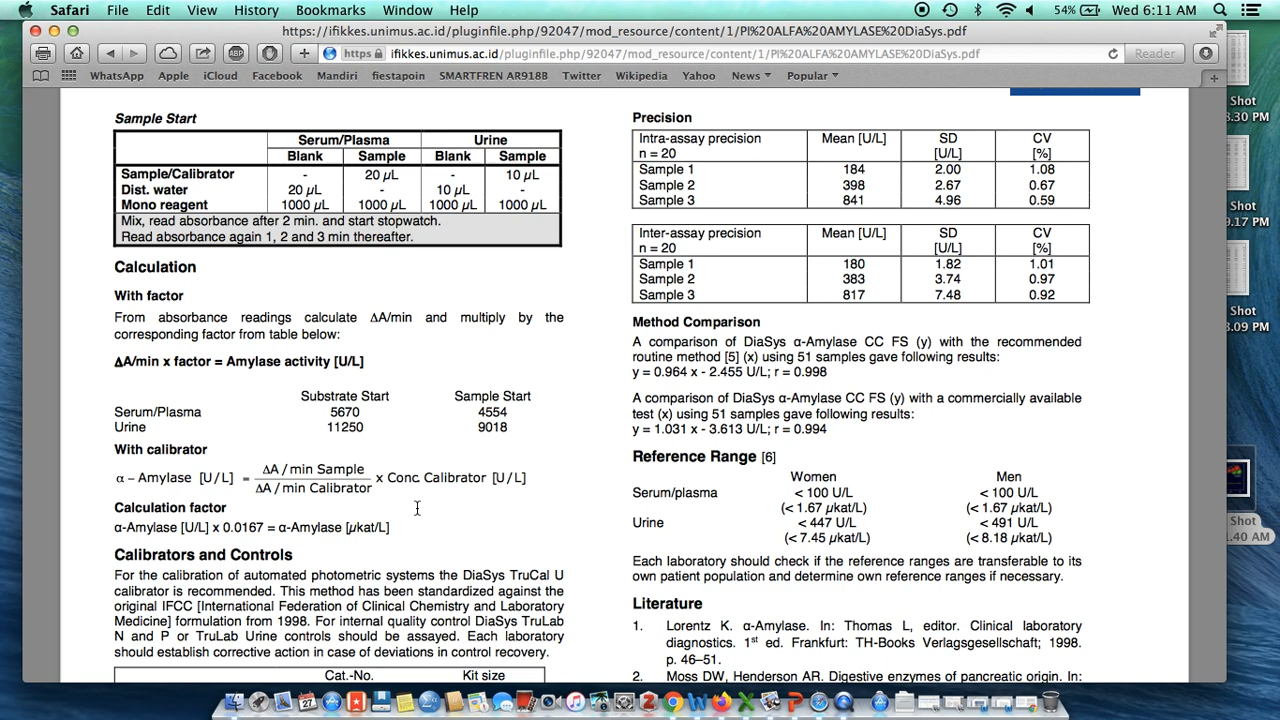 Safari File Edit View History Bookmarks Window Help 54% Wed 6:11 AM
https://ifikkes.unimus.ac.id/pluginfile.php/92047/mod_resource/content/1/PI%20ALFA%20AMYLASE%20DiaSys.pdf
https ifikkes.unimus.ac.id/pluginfile.php/92047/mod_resource/content/1/PI%20ALFA%20AMYLASE%20DiaSys.pdf Reader
WhatsApp Apple iCloud Facebook Mandiri fiestapoin SMARTFREN AR918B Twitter Wikipedia Yahoo News Popular
Sample Start
Serum/Plasma Urine
Blank Sample Blank Sample
Sample/Calibrator - 20 µL - 10 µL
Dist. water 20 µL - 10 µL -
Mono reagent 1000 µL 1000 µL 1000 µL 1000 µL
Mix, read absorbance after 2 min. and start stopwatch.
Read absorbance again 1, 2 and 3 min thereafter.
Calculation
With factor
From absorbance readings calculate ΔA/min and multiply by the
corresponding factor from table below:
ΔA/min x factor = Amylase activity [U/L]
Substrate Start Sample Start
Serum/Plasma 5670 4554
Urine 11250 9018
With calibrator
α – Amylase [U/L] = ΔA/min Sample / ΔA/min Calibrator x Conc. Calibrator [U/L]
Calculation factor
α-Amylase [U/L] x 0.0167 = α-Amylase [µkat/L]
Calibrators and Controls
For the calibration of automated photometric systems the DiaSys TruCal U
calibrator is recommended. This method has been standardized against the
original IFCC [International Federation of Clinical Chemistry and Laboratory
Medicine] formulation from 1998. For internal quality control DiaSys TruLab
N and P or TruLab Urine controls should be assayed. Each laboratory
should establish corrective action in case of deviations in control recovery.
Cat.-No. Kit size
Precision
Intra-assay precision Mean [U/L] SD CV
n = 20 [U/L] [%]
Sample 1 184 2.00 1.08
Sample 2 398 2.67 0.67
Sample 3 841 4.96 0.59
Inter-assay precision Mean [U/L] SD CV
n = 20 [U/L] [%]
Sample 1 180 1.82 1.01
Sample 2 383 3.74 0.97
Sample 3 817 7.48 0.92
Method Comparison
A comparison of DiaSys α-Amylase CC FS (y) with the recommended
routine method [5] (x) using 51 samples gave following results:
y = 0.964 x - 2.455 U/L; r = 0.998
A comparison of DiaSys α-Amylase CC FS (y) with a commercially available
test (x) using 51 samples gave following results:
y = 1.031 x - 3.613 U/L; r = 0.994
Reference Range [6]
Women Men
Serum/plasma < 100 U/L < 100 U/L
(< 1.67 µkat/L) (< 1.67 µkat/L)
Urine < 447 U/L < 491 U/L
(< 7.45 µkat/L) (< 8.18 µkat/L)
Each laboratory should check if the reference ranges are transferable to its
own patient population and determine own reference ranges if necessary.
Literature
1. Lorentz K. α-Amylase. In: Thomas L, editor. Clinical laboratory
diagnostics. 1st ed. Frankfurt: TH-Books Verlagsgesellschaft; 1998.
p. 46–51.
2. Moss DW, Henderson AR. Digestive enzymes of pancreatic origin. In:
Shot
3.30 PM
Shot
9.17 PM
Shot
3.09 PM
Shot
1.40 AM